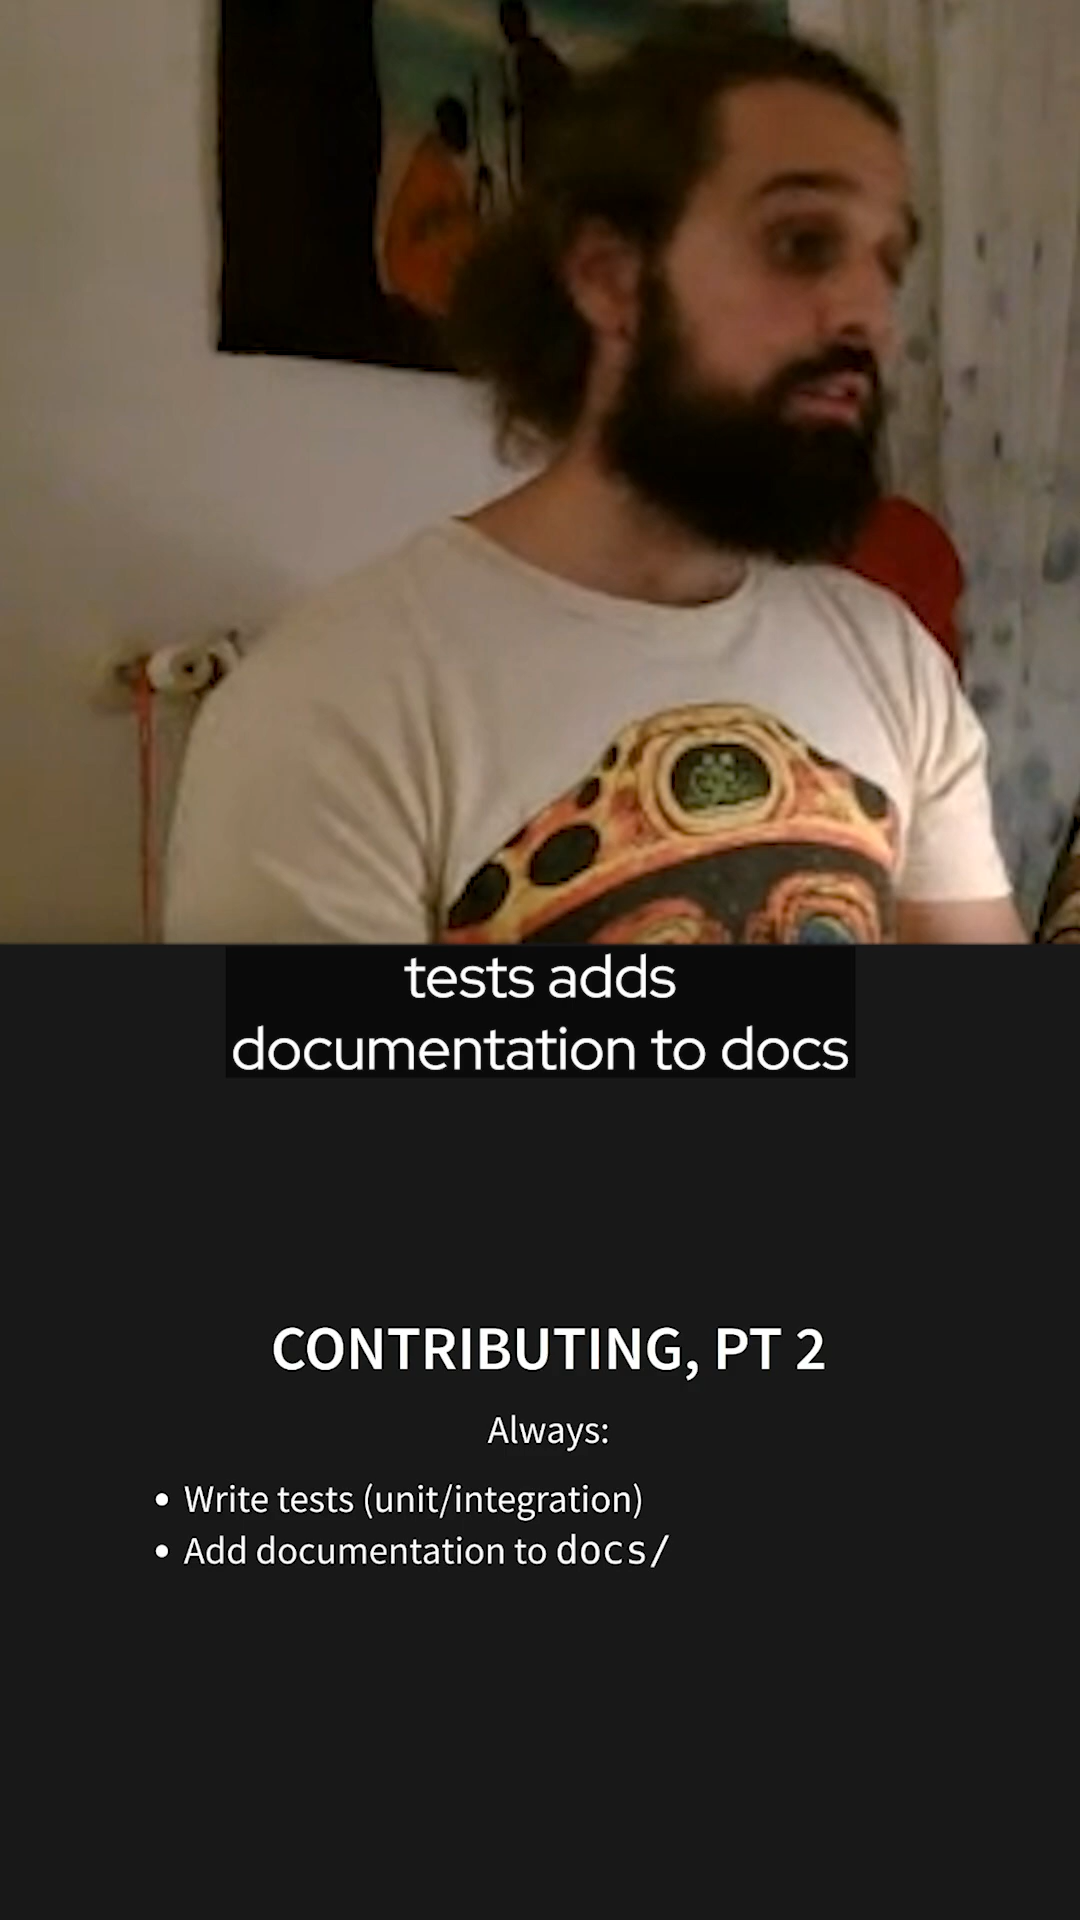 tests adds
documentation to docs
CONTRIBUTING, PT 2
Always:
• Write tests (unit/integration)
• Add documentation to docs/